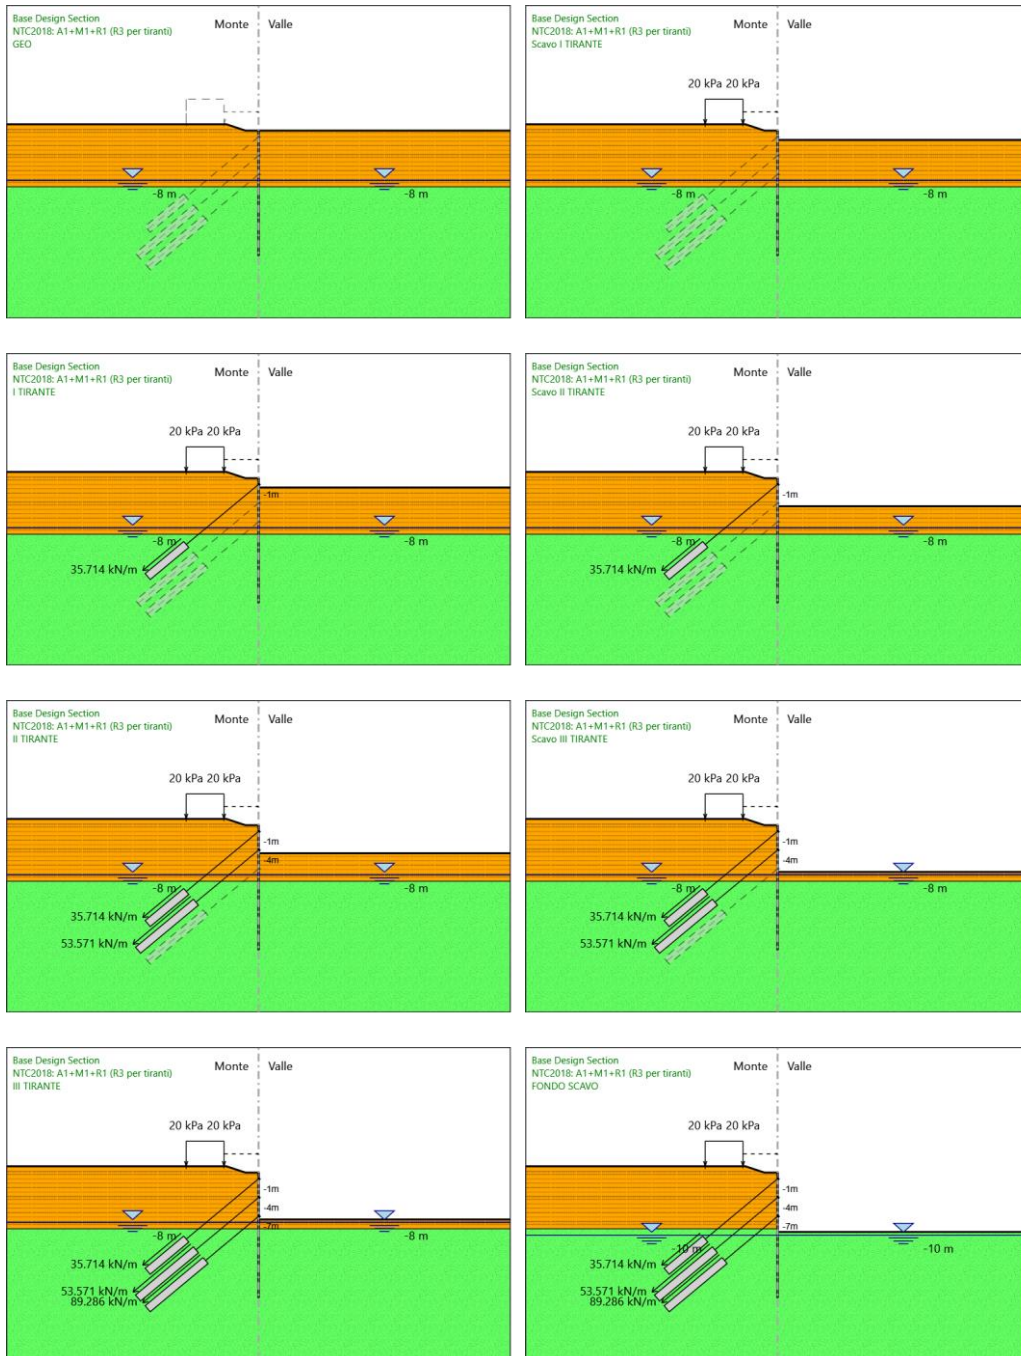 Base Design Section
NTC2018: A1+M1+R1 (R3 per tiranti)
GEO
Monte
Valle
-8 m
-8 m
Base Design Section
NTC2018: A1+M1+R1 (R3 per tiranti)
Scavo I TIRANTE
Monte
Valle
20 kPa 20 kPa
-8 m
-8 m
Base Design Section
NTC2018: A1+M1+R1 (R3 per tiranti)
I TIRANTE
Monte
Valle
20 kPa 20 kPa
-1m
-8 m
-8 m
35.714 kN/m
Base Design Section
NTC2018: A1+M1+R1 (R3 per tiranti)
Scavo II TIRANTE
Monte
Valle
20 kPa 20 kPa
-1m
-8 m
-8 m
35.714 kN/m
Base Design Section
NTC2018: A1+M1+R1 (R3 per tiranti)
II TIRANTE
Monte
Valle
20 kPa 20 kPa
-1m
-4m
-8 m
-8 m
35.714 kN/m
53.571 kN/m
Base Design Section
NTC2018: A1+M1+R1 (R3 per tiranti)
Scavo III TIRANTE
Monte
Valle
20 kPa 20 kPa
-1m
-4m
-8 m
-8 m
35.714 kN/m
53.571 kN/m
Base Design Section
NTC2018: A1+M1+R1 (R3 per tiranti)
III TIRANTE
Monte
Valle
20 kPa 20 kPa
-1m
-4m
-7m
-8 m
-8 m
35.714 kN/m
53.571 kN/m
89.286 kN/m
Base Design Section
NTC2018: A1+M1+R1 (R3 per tiranti)
FONDO SCAVO
Monte
Valle
20 kPa 20 kPa
-1m
-4m
-7m
-10 m
-10 m
35.714 kN/m
53.571 kN/m
89.286 kN/m